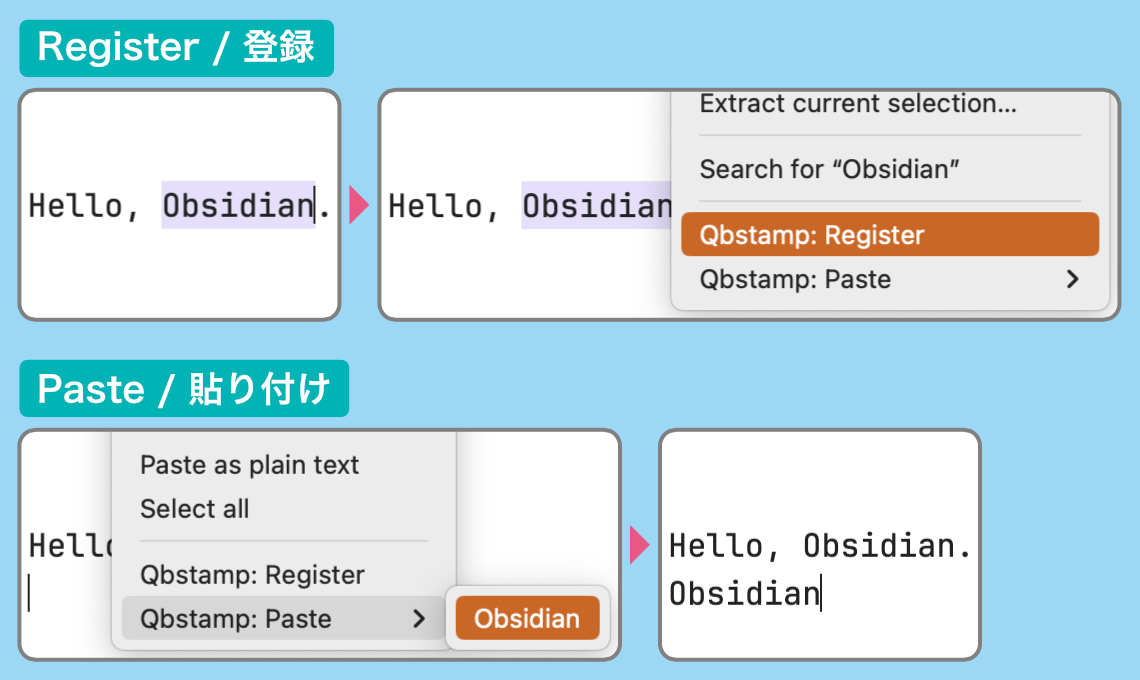 Register / 登録
Hello, Obsidian.
Hello, Obsidian
Extract current selection...
Search for “Obsidian”
Qbstamp: Register
Qbstamp: Paste
Paste / 貼り付け
Hello
Paste as plain text
Select all
Qbstamp: Register
Qbstamp: Paste
Obsidian
Hello, Obsidian.
Obsidian